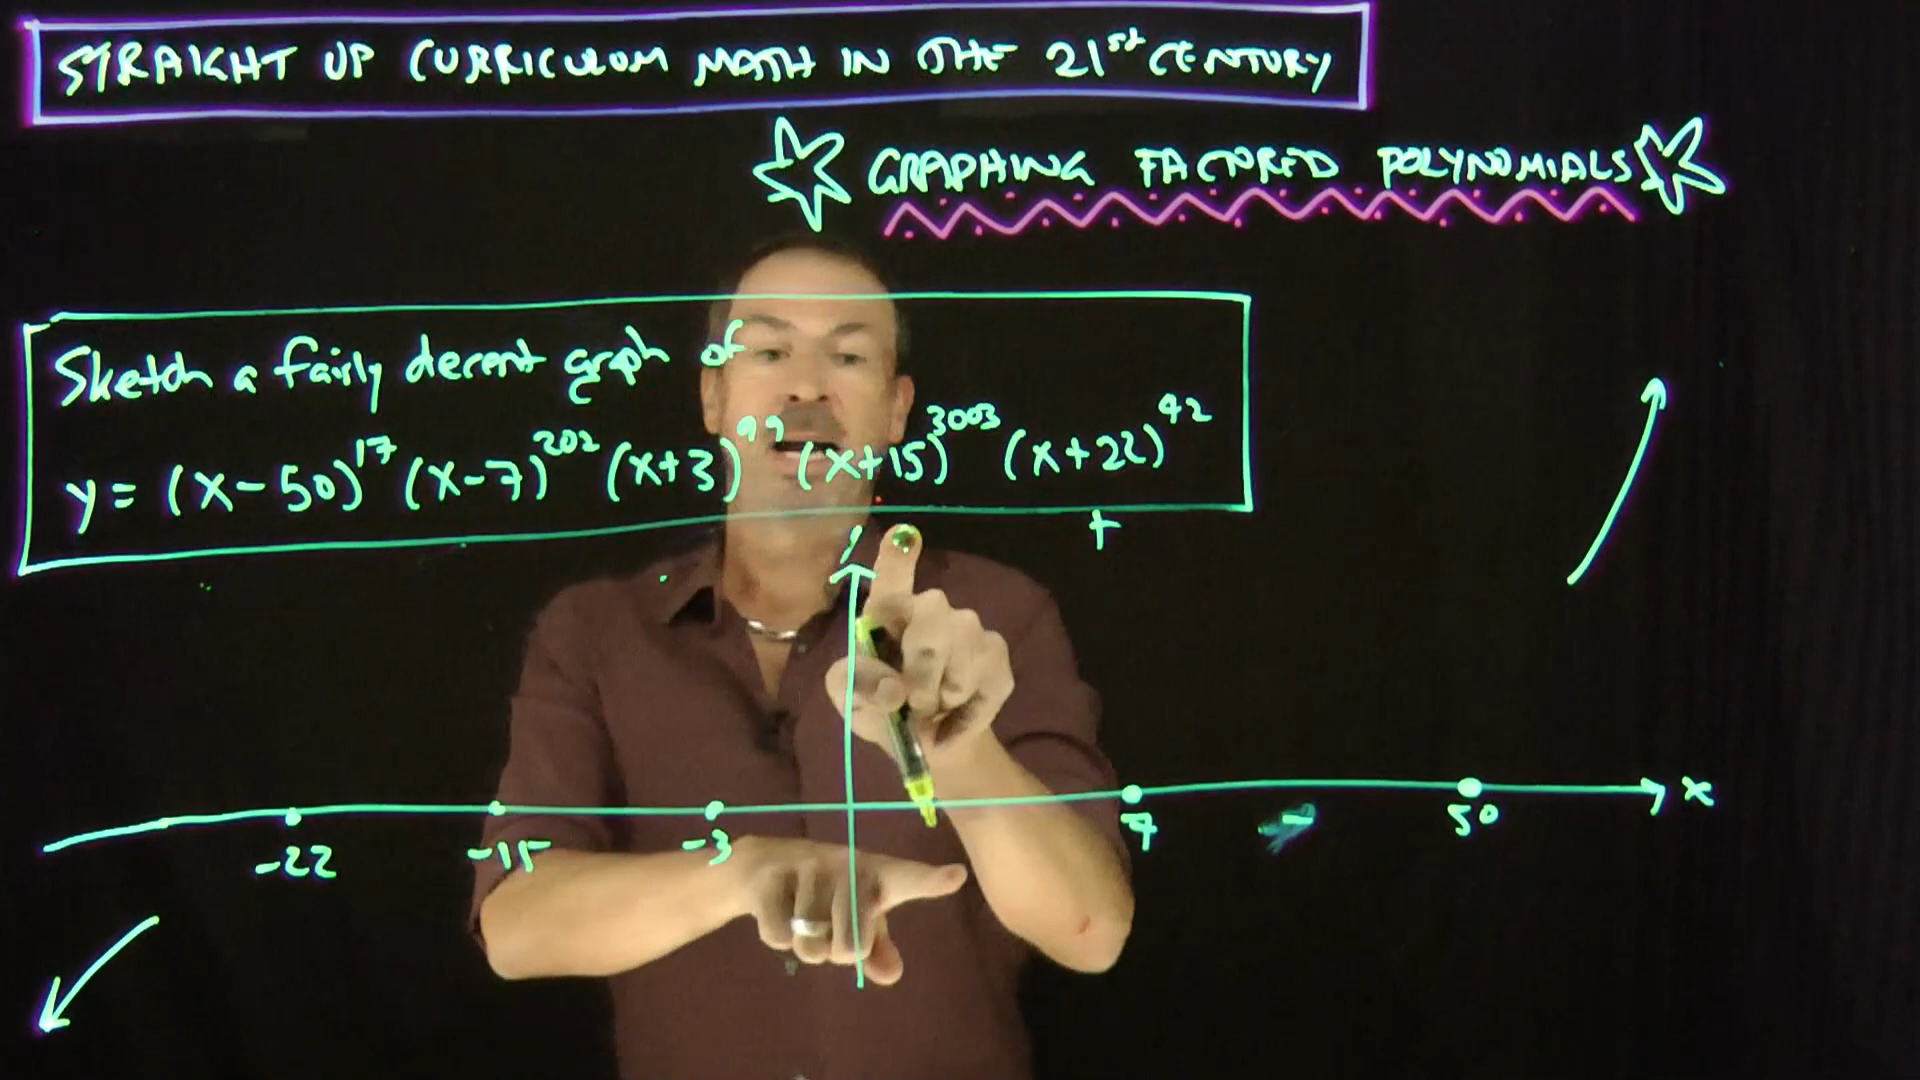 STRAIGHT UP CURRICULUM MATH IN THE 21st CENTURY
GRAPHING FACTORED POLYNOMIALS
Sketch a fairly decent graph of
y = (x-50)^17 (x-7)^202 (x+3)^99 (x+15)^3003 (x+22)^42
+
x
-22 -15 -3 7 - 50